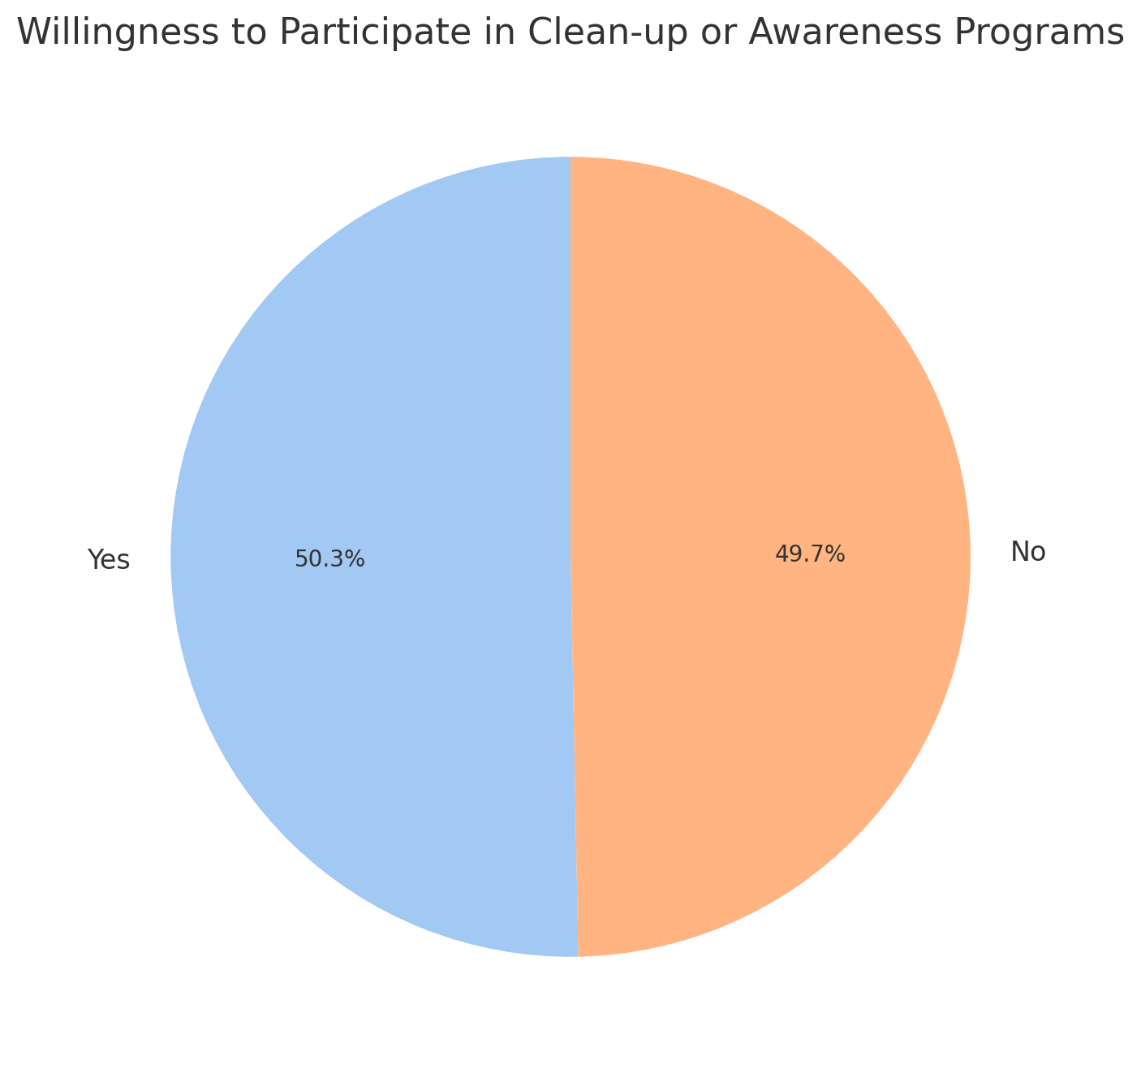 Willingness to Participate in Clean-up or Awareness Programs
Yes
50.3%
49.7%
No